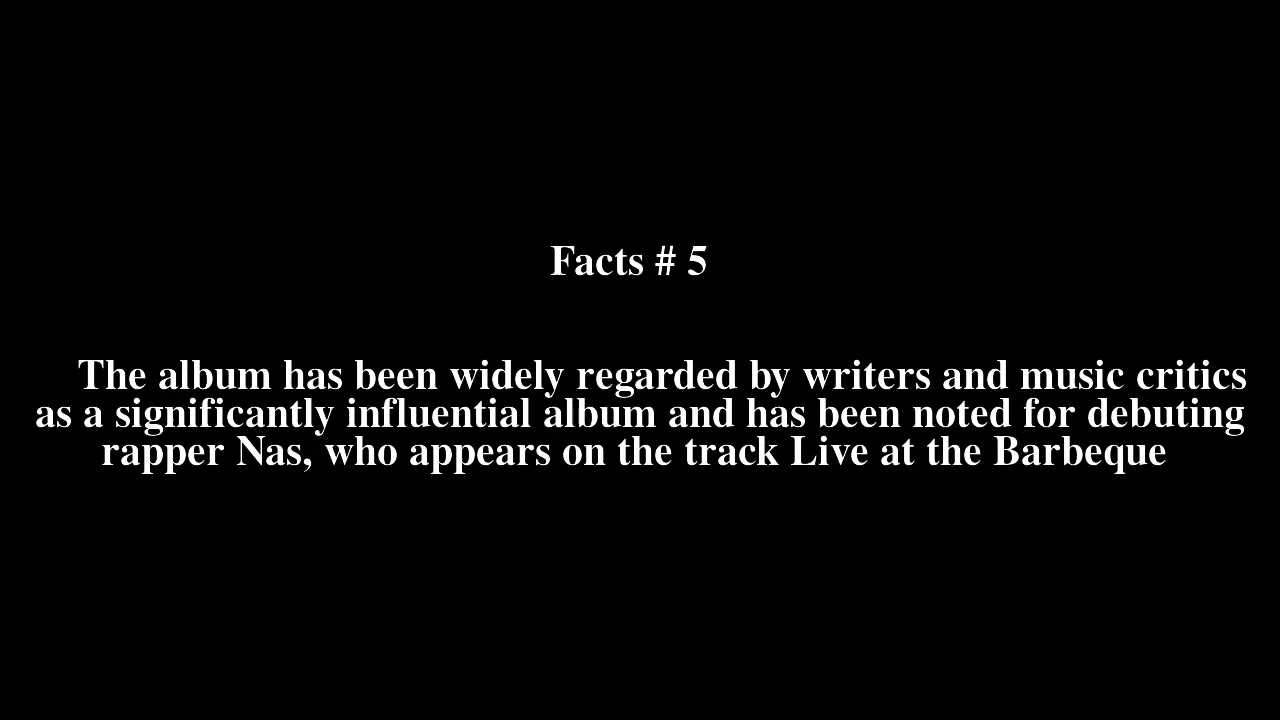 Facts # 5
The album has been widely regarded by writers and music critics
as a significantly influential album and has been noted for debuting
rapper Nas, who appears on the track Live at the Barbeque